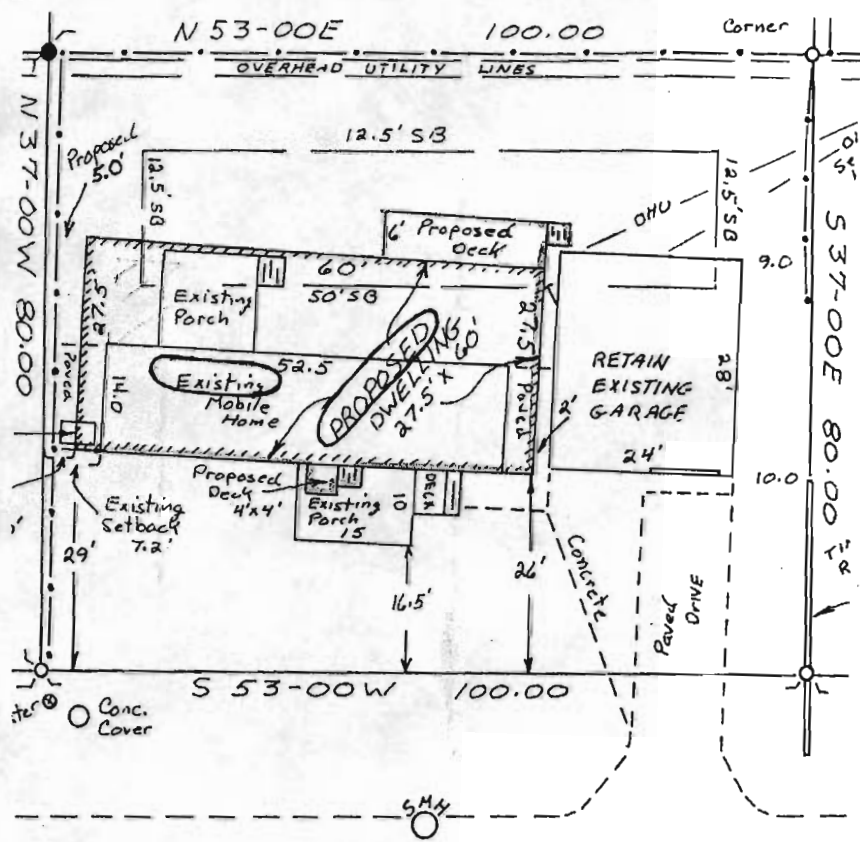 N 53-00E 100.00 Corner
OVERHEAD UTILITY LINES
N 37-00W 80.00
Proposed
5.0'
12.5' SB
12.5' SB
12.5' SB
OHU
S 37-00E 80.00
6' Proposed
Deck
9.0
60'
50' SB
27.5
Existing
Porch
27.5'
PROPOSED
DWELLING
27.5' X 60'
52.5
Porch
14.0
Existing
Mobile
Home
Porch
2'
RETAIN
EXISTING
GARAGE
28'
24'
10.0
Proposed
Deck
4'x4'
Existing
Porch
15
10
DECK
Existing
Setback
7.2'
29'
16.5'
26'
Concrete
Paved
DRIVE
S 53-00W 100.00
Conc.
Cover
SMH